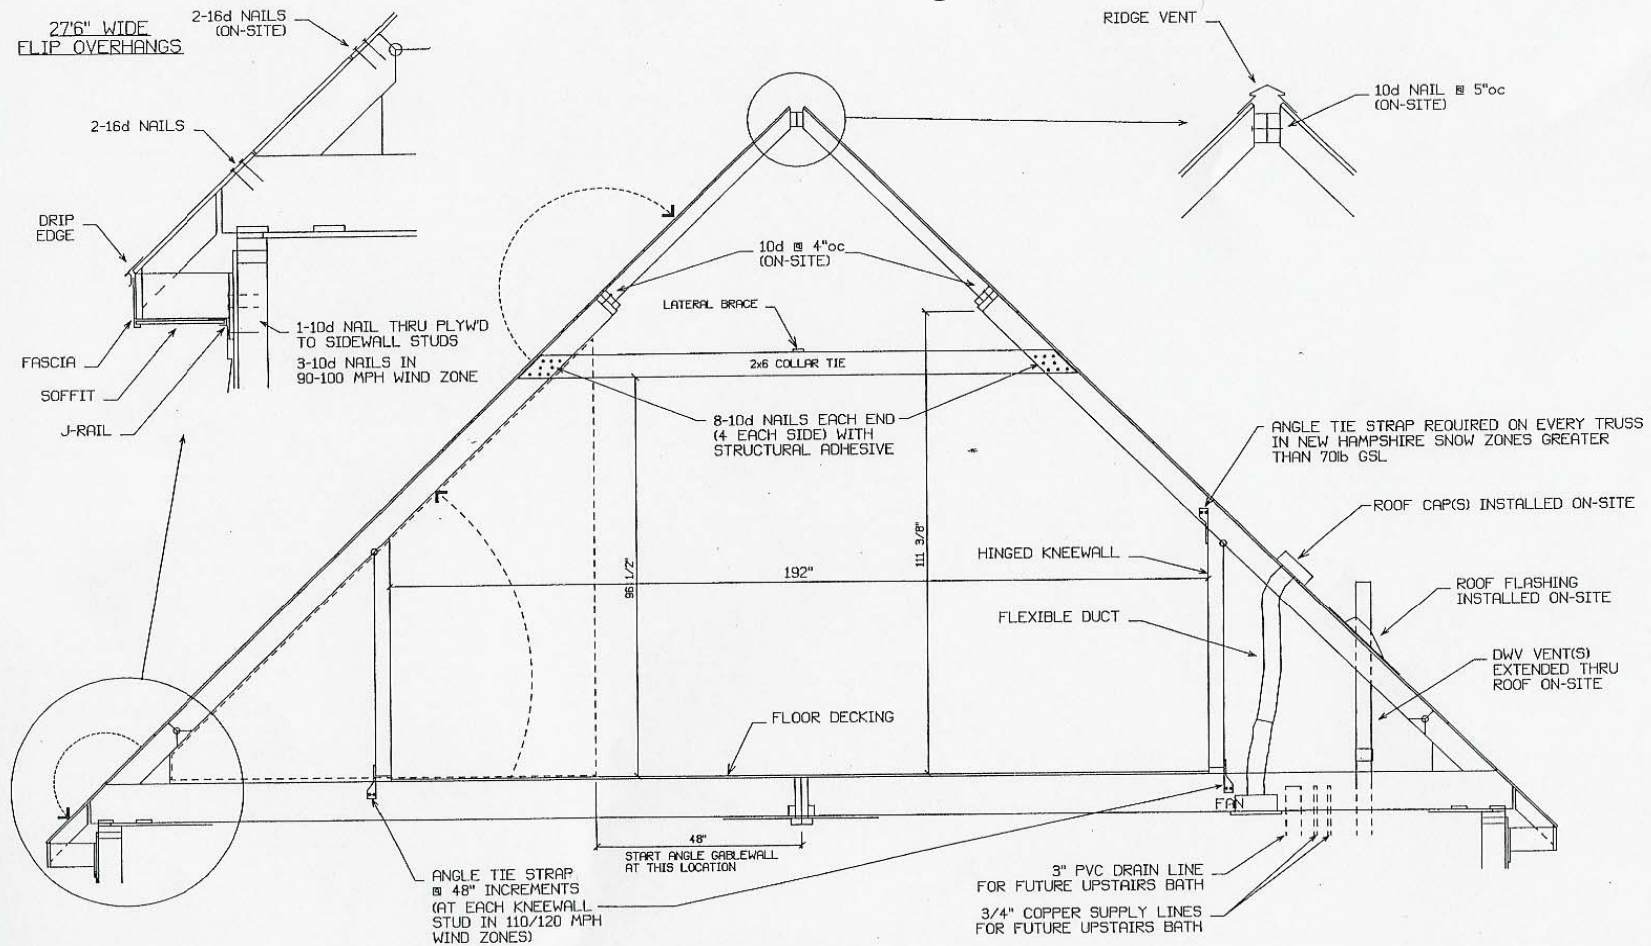 27'6" WIDE
FLIP OVERHANGS
2-16d NAILS
(ON-SITE)
2-16d NAILS
DRIP
EDGE
FASCIA
SOFFIT
J-RAIL
1-10d NAIL THRU PLYW'D
TO SIDEWALL STUDS
3-10d NAILS IN
90-100 MPH WIND ZONE
RIDGE VENT
10d NAIL @ 5"oc
(ON-SITE)
10d @ 4"oc
(ON-SITE)
LATERAL BRACE
2x6 COLLAR TIE
8-10d NAILS EACH END
(4 EACH SIDE) WITH
STRUCTURAL ADHESIVE
ANGLE TIE STRAP REQUIRED ON EVERY TRUSS
IN NEW HAMPSHIRE SNOW ZONES GREATER
THAN 70lb GSL
ROOF CAP(S) INSTALLED ON-SITE
HINGED KNEEWALL
192"
96 1/2"
111 3/8"
FLEXIBLE DUCT
ROOF FLASHING
INSTALLED ON-SITE
DWV VENT(S)
EXTENDED THRU
ROOF ON-SITE
FLOOR DECKING
FAN
48"
START ANGLE GABLEWALL
AT THIS LOCATION
ANGLE TIE STRAP
@ 48" INCREMENTS
(AT EACH KNEEWALL
STUD IN 110/120 MPH
WIND ZONES)
3" PVC DRAIN LINE
FOR FUTURE UPSTAIRS BATH
3/4" COPPER SUPPLY LINES
FOR FUTURE UPSTAIRS BATH